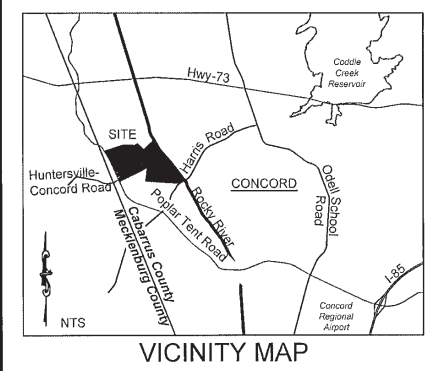 Coddle
Creek
Reservoir
Hwy-73
SITE
Harris Road
Huntersville-
Concord Road
CONCORD
Odell School
Road
Rocky River
Poplar Tent Road
Cabarrus County
Mecklenburg County
I-85
Concord
Regional
Airport
NTS
VICINITY MAP